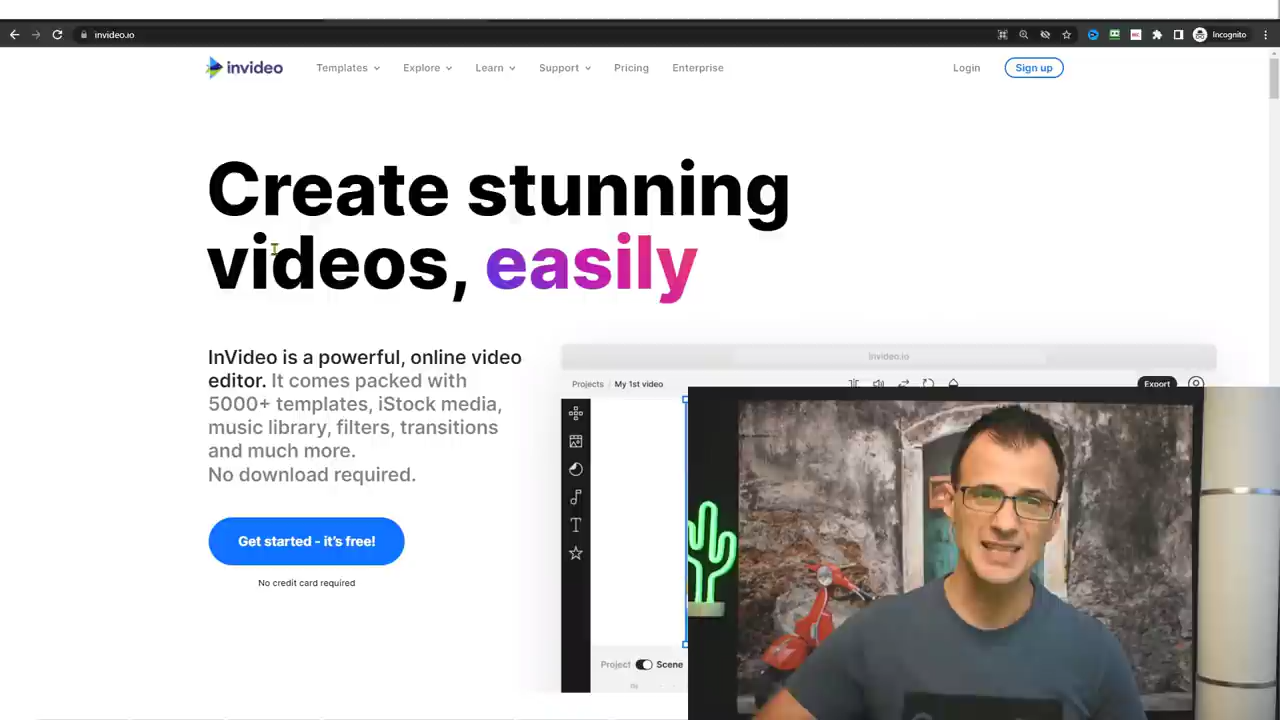 invideo.io
Incognito
invideo
Templates
Explore
Learn
Support
Pricing
Enterprise
Login
Sign up
Create stunning
videos, easily
InVideo is a powerful, online video
editor. It comes packed with
5000+ templates, iStock media,
music library, filters, transitions
and much more.
No download required.
Get started - it's free!
No credit card required
invideo.io
Projects / My 1st video
Export
Project
Scene